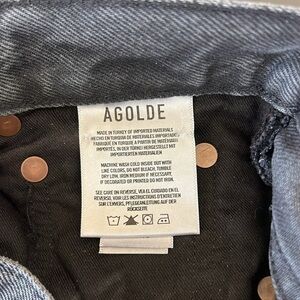 AGOLDE
MADE IN TURKEY OF IMPORTED MATERIALS
HECHO EN TURQUIA DE MATERIALES IMPORTADOS
FABRIQUE EN TURQUIE A PARTIR DE MATÉRIAUX
IMPORTÉS, IN DER TÜRKEI HERGESTELLT AUS
IMPORTIERTEN MATERIALIEN
MACHINE WASH COLD INSIDE OUT WITH
LIKE COLORS, DO NOT BLEACH, TUMBLE
DRY LOW, IRON MEDIUM IF NECESSARY.
IF DECORATED OR PRINTED DO NOT IRON.
SEE CARE ON REVERSE, VEA EL CUIDADO EN EL
REVERSO, VOIR LES INSTRUCTIONS D'ENTRETIEN
SUR L'ENVERS, PFLEGEANLEITUNG AUF DER
RÜCKSEITE